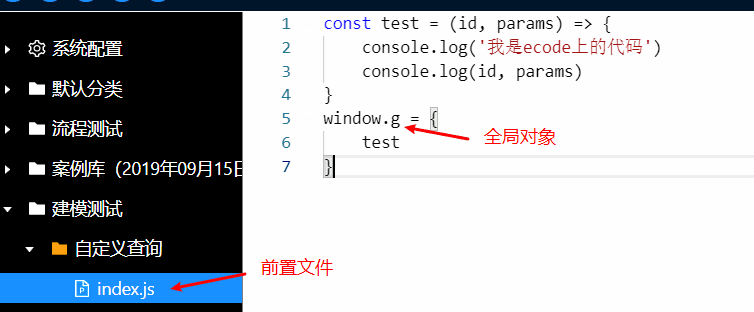 系统配置
默认分类
流程测试
案例库（2019年09月15日
建模测试
自定义查询
index.js
1 const test = (id, params) => {
2 console.log('我是ecode上的代码')
3 console.log(id, params)
4 }
5 window.g = {
6 test
7 }
全局对象
前置文件